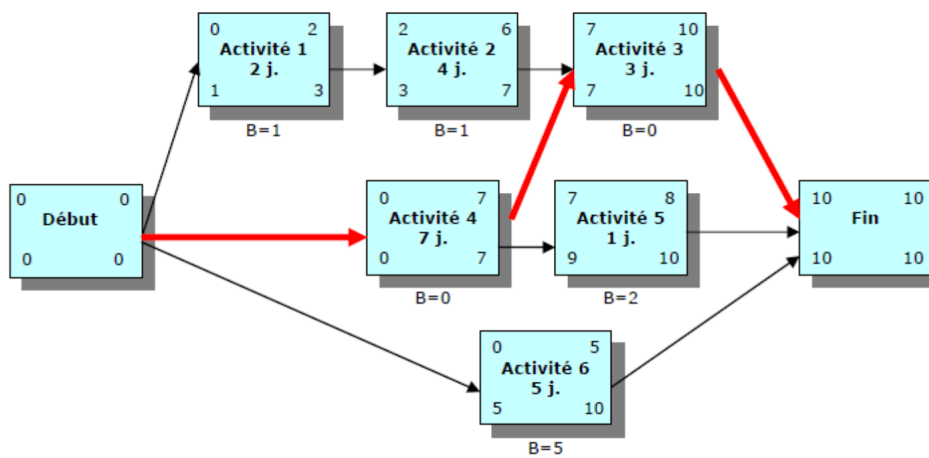 0 2
Activité 1
2 j.
1 3
B=1
2 6
Activité 2
4 j.
3 7
B=1
7 10
Activité 3
3 j.
7 10
B=0
0 0
Début
0 0
0 7
Activité 4
7 j.
0 7
B=0
7 8
Activité 5
1 j.
9 10
B=2
10 10
Fin
10 10
0 5
Activité 6
5 j.
5 10
B=5